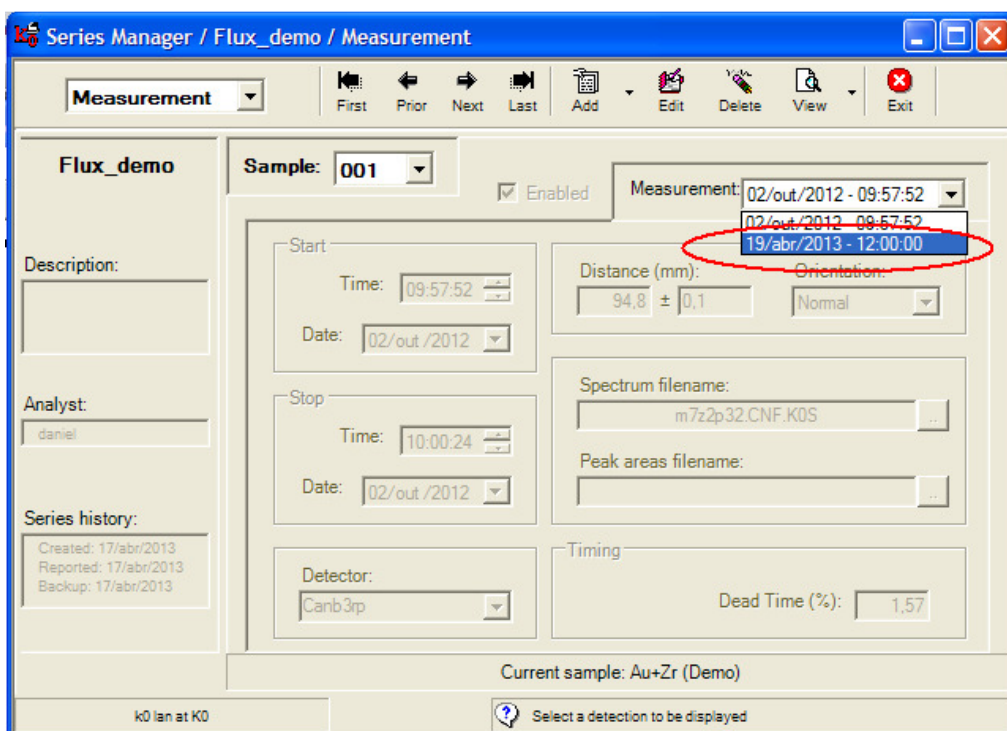 Series Manager / Flux_demo / Measurement
Measurement
First Prior Next Last Add Edit Delete View Exit
Flux_demo
Sample: 001
Enabled
Measurement: 02/out/2012 - 09:57:52
02/out/2012 - 09:57:52
19/abr/2013 - 12:00:00
Description:
Analyst:
daniel
Series history:
Created: 17/abr/2013
Reported: 17/abr/2013
Backup: 17/abr/2013
Start
Time: 09:57:52
Date: 02/out /2012
Stop
Time: 10:00:24
Date: 02/out /2012
Detector:
Canb3rp
Distance (mm):
94,8 ± 0,1
Orientation:
Normal
Spectrum filename:
m7z2p32.CNF.K0S
...
Peak areas filename:
...
Timing
Dead Time (%): 1,57
Current sample: Au+Zr (Demo)
k0 lan at K0
Select a detection to be displayed